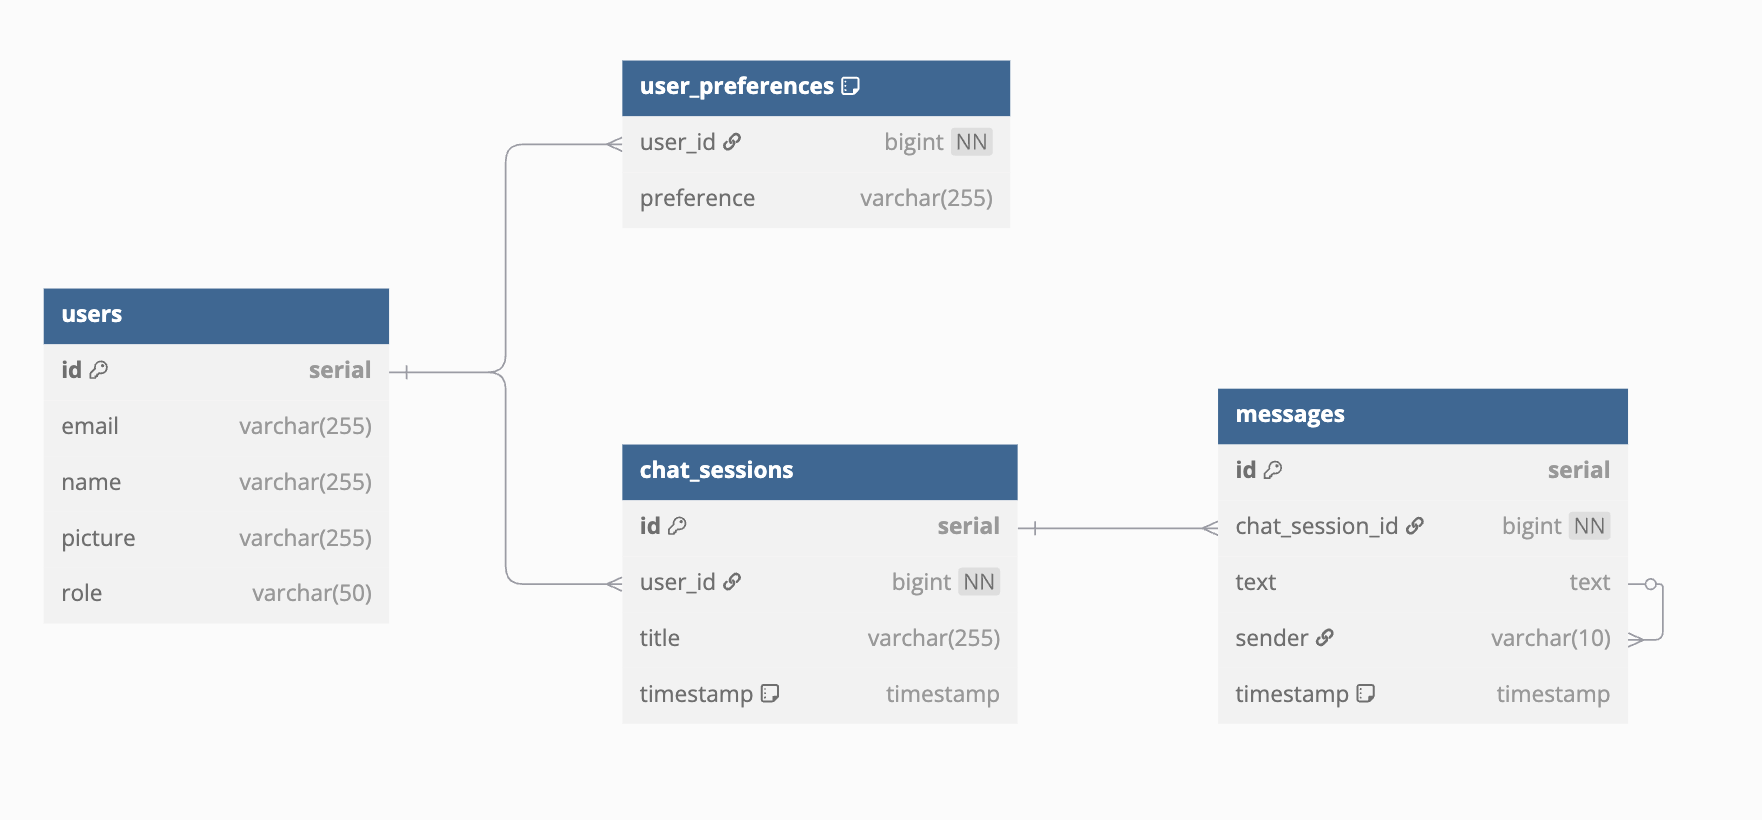 user_preferences
user_id bigint NN
preference varchar(255)
users
id serial
email varchar(255)
name varchar(255)
picture varchar(255)
role varchar(50)
chat_sessions
id serial
user_id bigint NN
title varchar(255)
timestamp timestamp
messages
id serial
chat_session_id bigint NN
text text
sender varchar(10)
timestamp timestamp